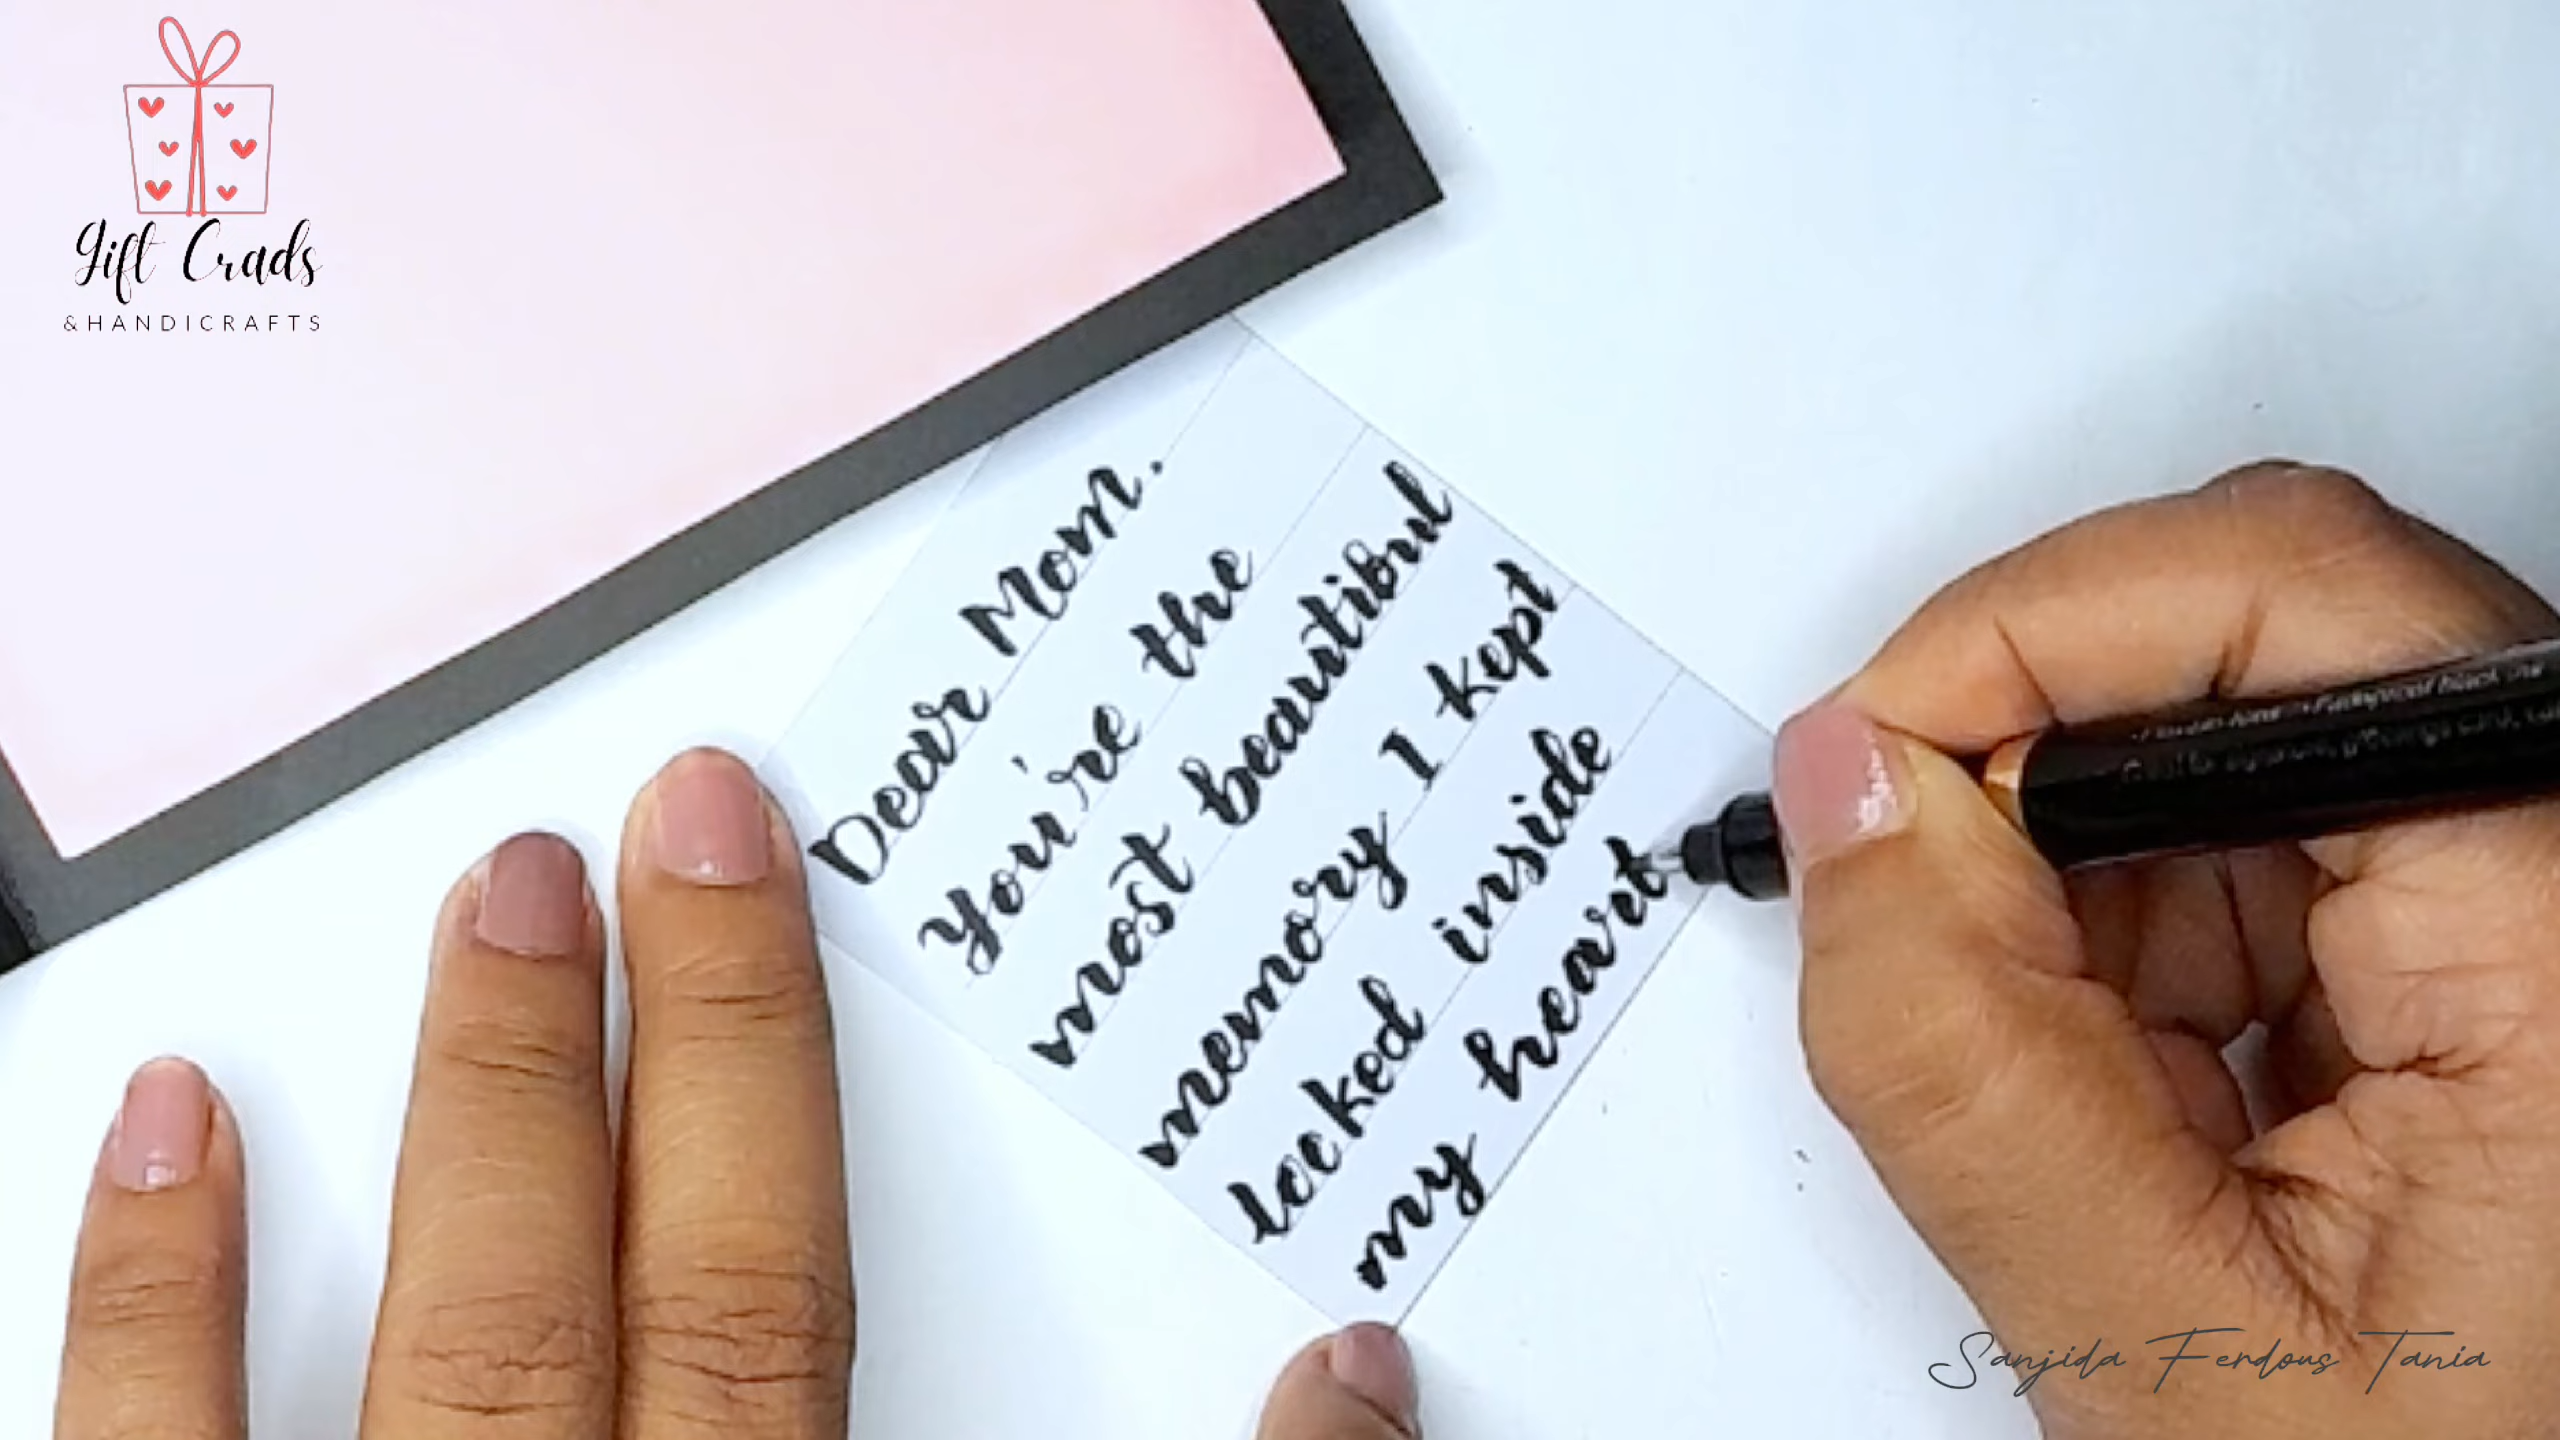 Gift Crads
&HANDICRAFTS
Dear Mom.
You're the
most beautiful
memory I kept
locked inside
my heart
Sanjida Ferdous Tania